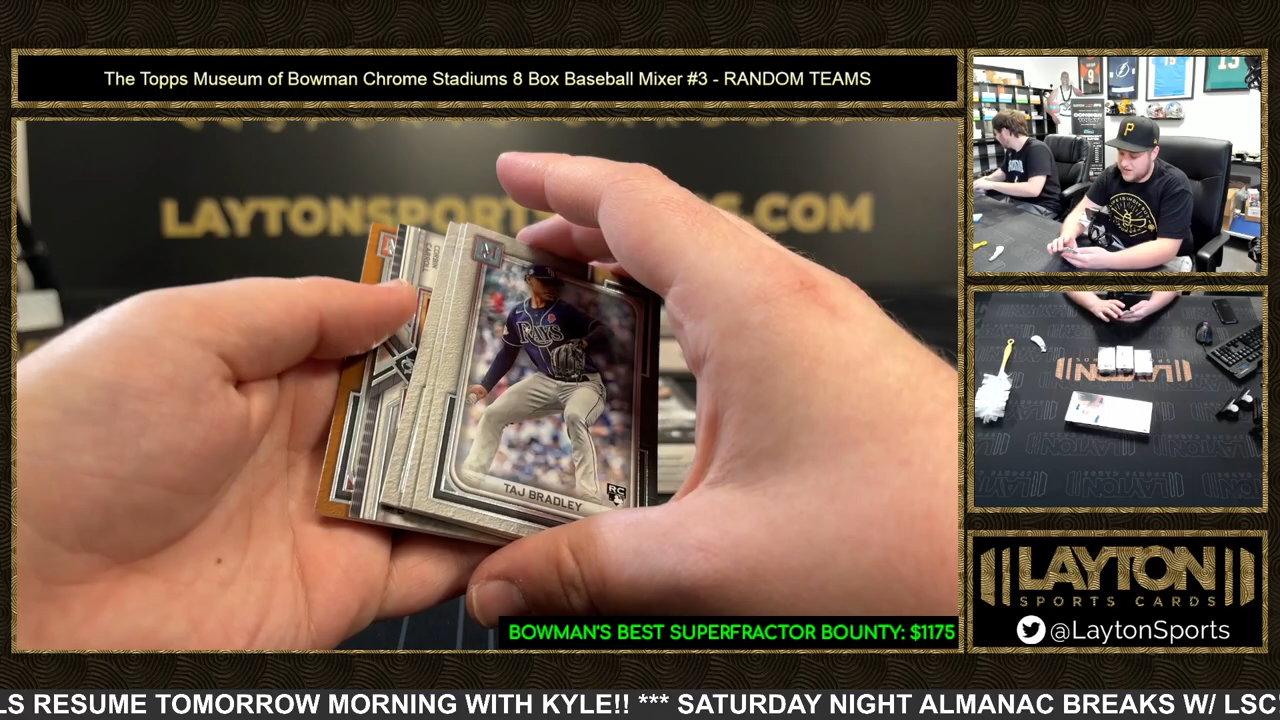 The Topps Museum of Bowman Chrome Stadiums 8 Box Baseball Mixer #3 - RANDOM TEAMS
RAYS
TAJ BRADLEY
RC
BOWMAN'S BEST SUPERFRACTOR BOUNTY: $1175
LAYTON
SPORTS CARDS
@LaytonSports
LS RESUME TOMORROW MORNING WITH KYLE!! *** SATURDAY NIGHT ALMANAC BREAKS W/ LSC